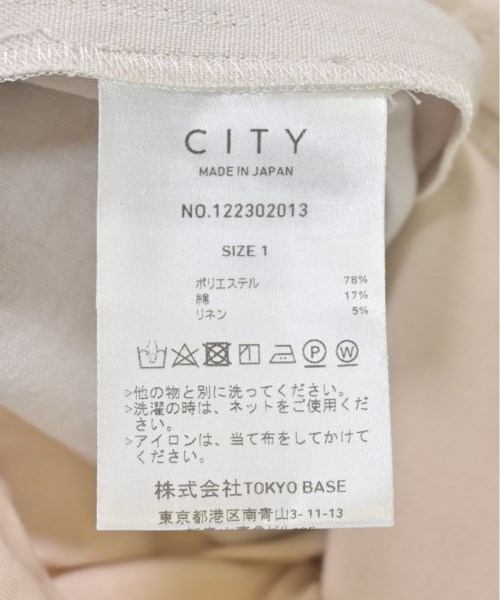 CITY
MADE IN JAPAN
NO.122302013
SIZE 1
ポリエステル 78%
綿 17%
リネン 5%
P W
>他の物と別に洗ってください。
>洗濯の時は、ネットをご使用くだ
さい。
>アイロンは、当て布をしてかけて
ください。
株式会社TOKYO BASE
東京都港区南青山3-11-13